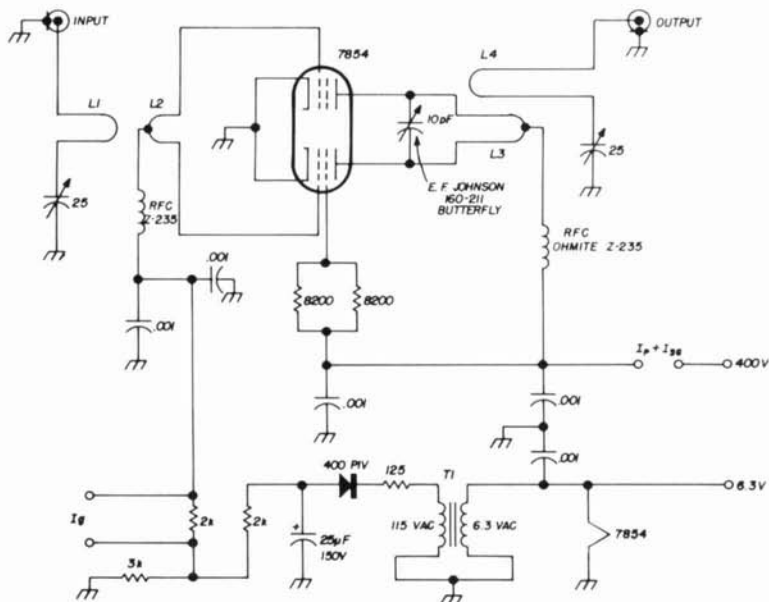 INPUT
OUTPUT
7854
L4
L1
L2
10pF
L3
25
E. F. JOHNSON
160-211
BUTTERFLY
25
RFC
Z-235
RFC
OHMITE Z-235
.001
.001
8200
8200
.001
Ip + Isg
400V
.001
.001
400 PIV
125
T1
6.3V
Ig
2k
2k
+
25µF
150V
115 VAC
6.3 VAC
7854
3k